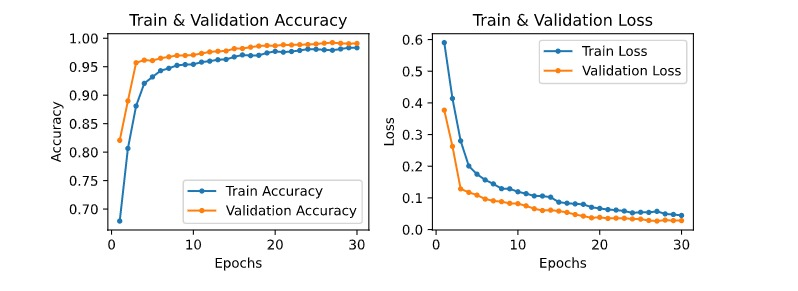 Train & Validation Accuracy
1.00
0.95
0.90
0.85
0.80
0.75
0.70
Accuracy
Train Accuracy
Validation Accuracy
0 10 20 30
Epochs
Train & Validation Loss
0.6
0.5
0.4
0.3
0.2
0.1
0.0
Loss
Train Loss
Validation Loss
0 10 20 30
Epochs